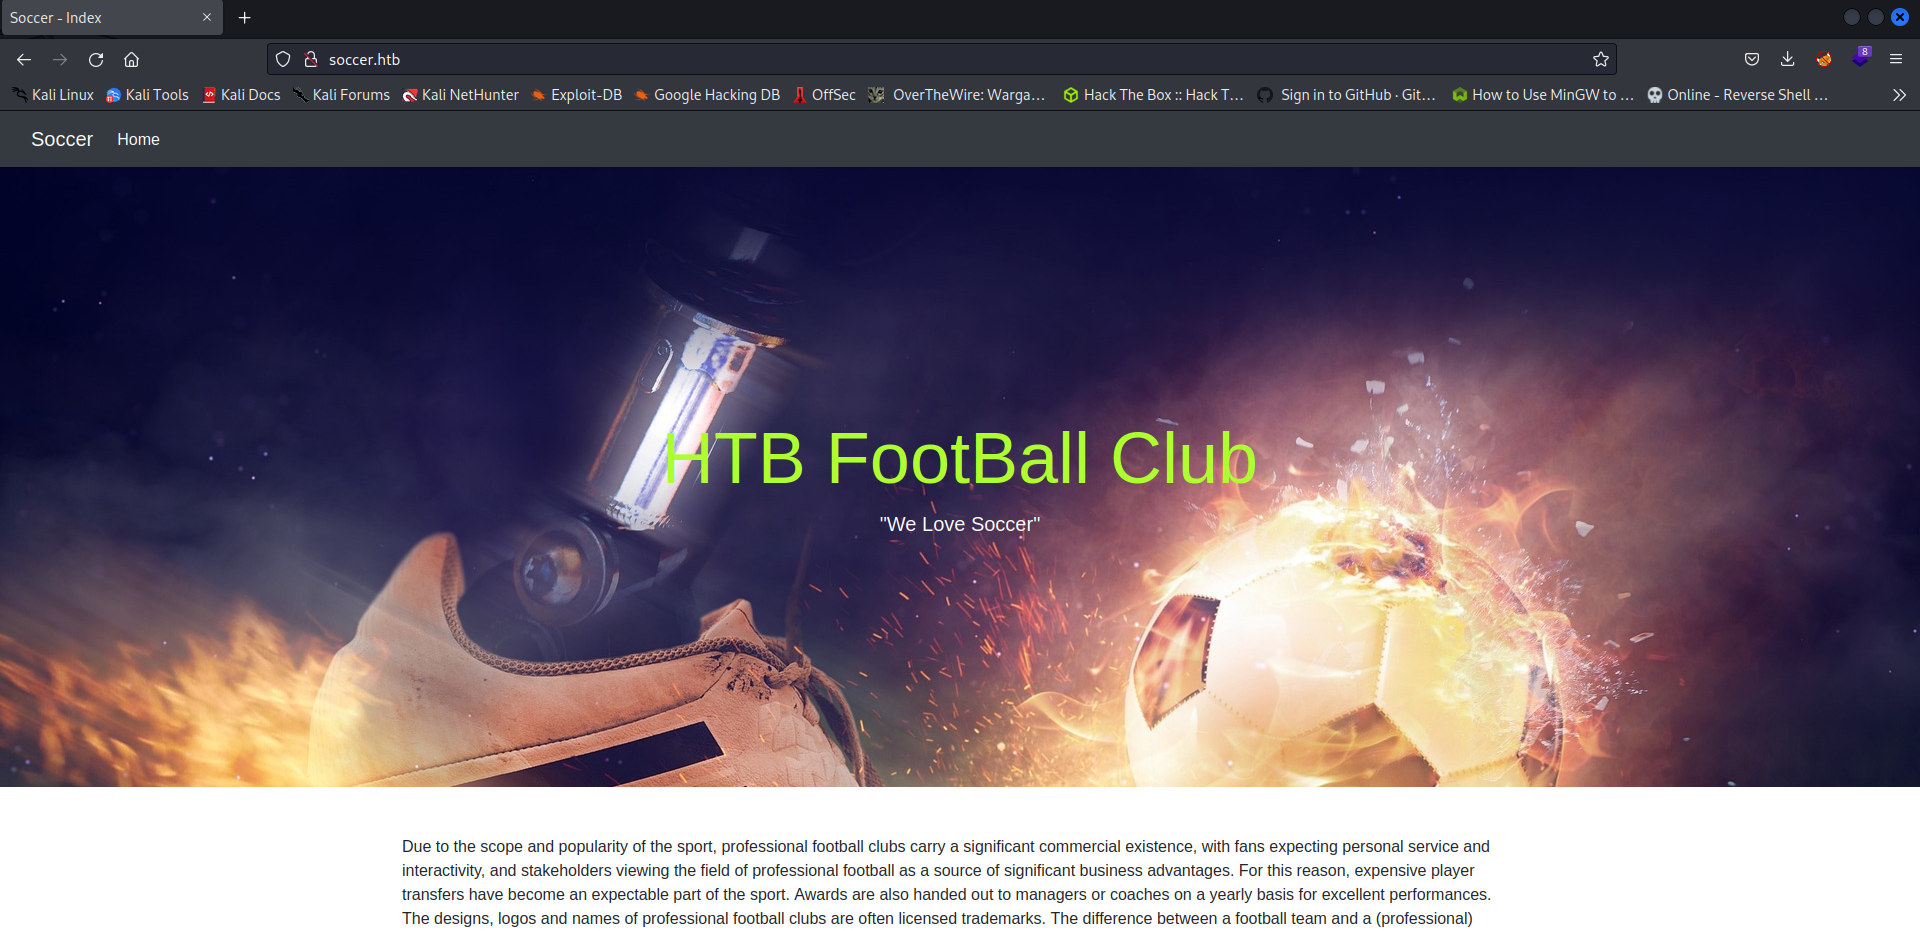 Soccer - Index
soccer.htb
8
Kali Linux Kali Tools Kali Docs Kali Forums Kali NetHunter Exploit-DB Google Hacking DB OffSec OverTheWire: Warga… Hack The Box :: Hack T… Sign in to GitHub · Git… How to Use MinGW to … Online - Reverse Shell …
Soccer Home
HTB FootBall Club
"We Love Soccer"
Due to the scope and popularity of the sport, professional football clubs carry a significant commercial existence, with fans expecting personal service and
interactivity, and stakeholders viewing the field of professional football as a source of significant business advantages. For this reason, expensive player
transfers have become an expectable part of the sport. Awards are also handed out to managers or coaches on a yearly basis for excellent performances.
The designs, logos and names of professional football clubs are often licensed trademarks. The difference between a football team and a (professional)